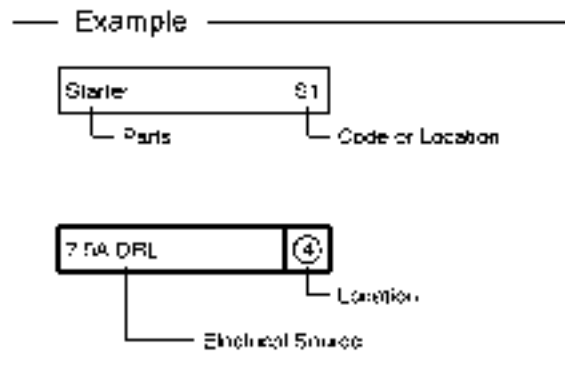 Example
Starter S1
Parts Code or Location
7.5A DRL 4
Location
Electrical Source